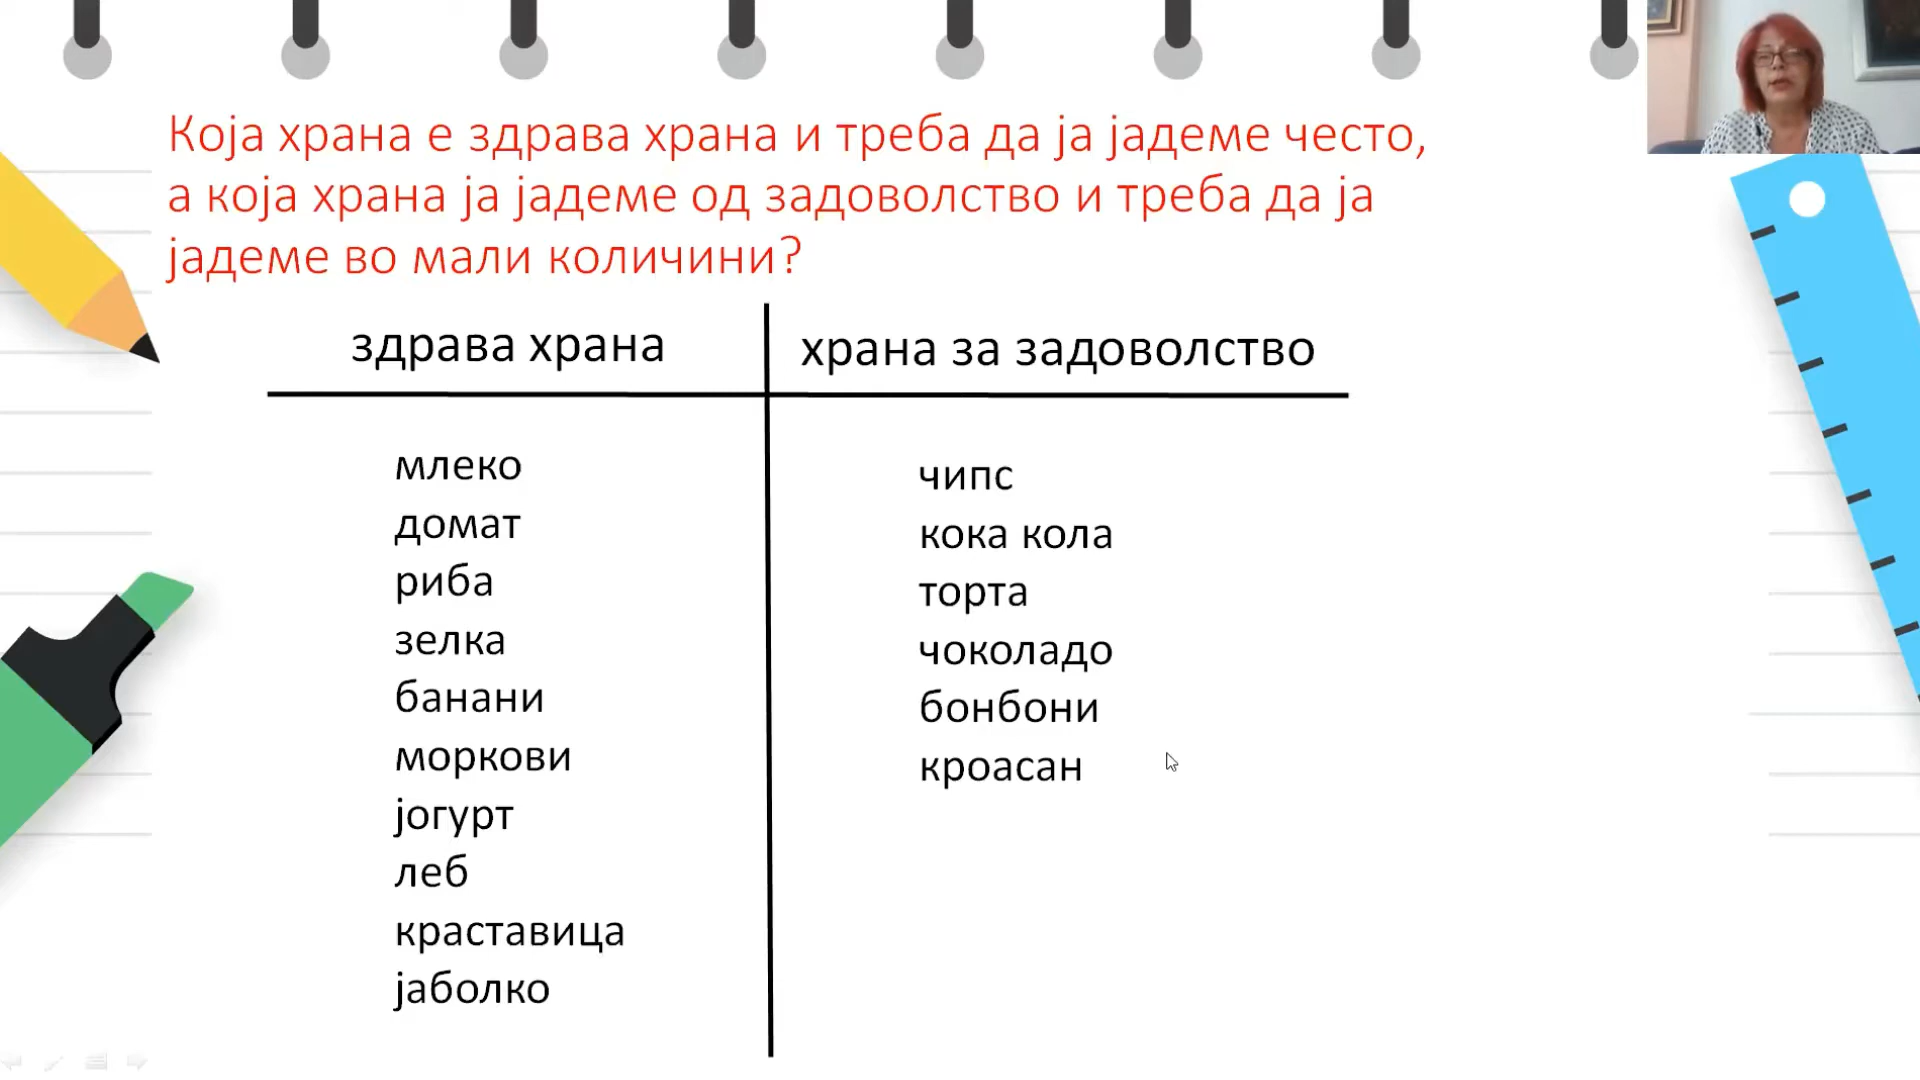 Која храна е здрава храна и треба да ја јадеме често,
а која храна ја јадеме од задоволство и треба да ја
јадеме во мали количини?
здрава храна
храна за задоволство
млеко
домат
риба
зелка
банани
моркови
јогурт
леб
краставица
јаболко
чипс
кока кола
торта
чоколадо
бонбони
кроасан